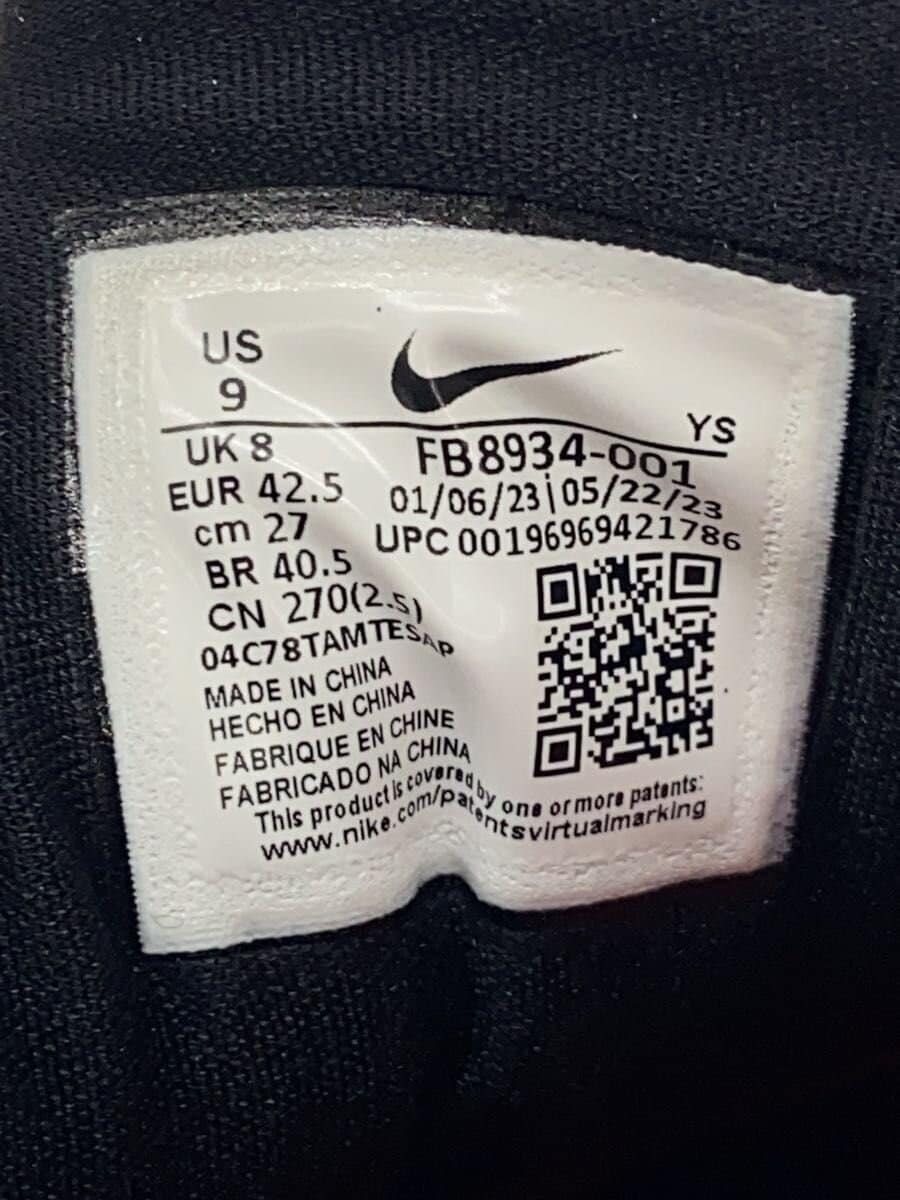 US
9
YS
UK 8
EUR 42.5
cm 27
BR 40.5
CN 270(2.5)
04C78TAMTESAP
MADE IN CHINA
HECHO EN CHINA
FABRIQUE EN CHINE
FABRICADO NA CHINA
FB8934-001
01/06/23|05/22/23
UPC 00196969421786
This product is covered by one or more patents:
www.nike.com/patentsvirtualmarking